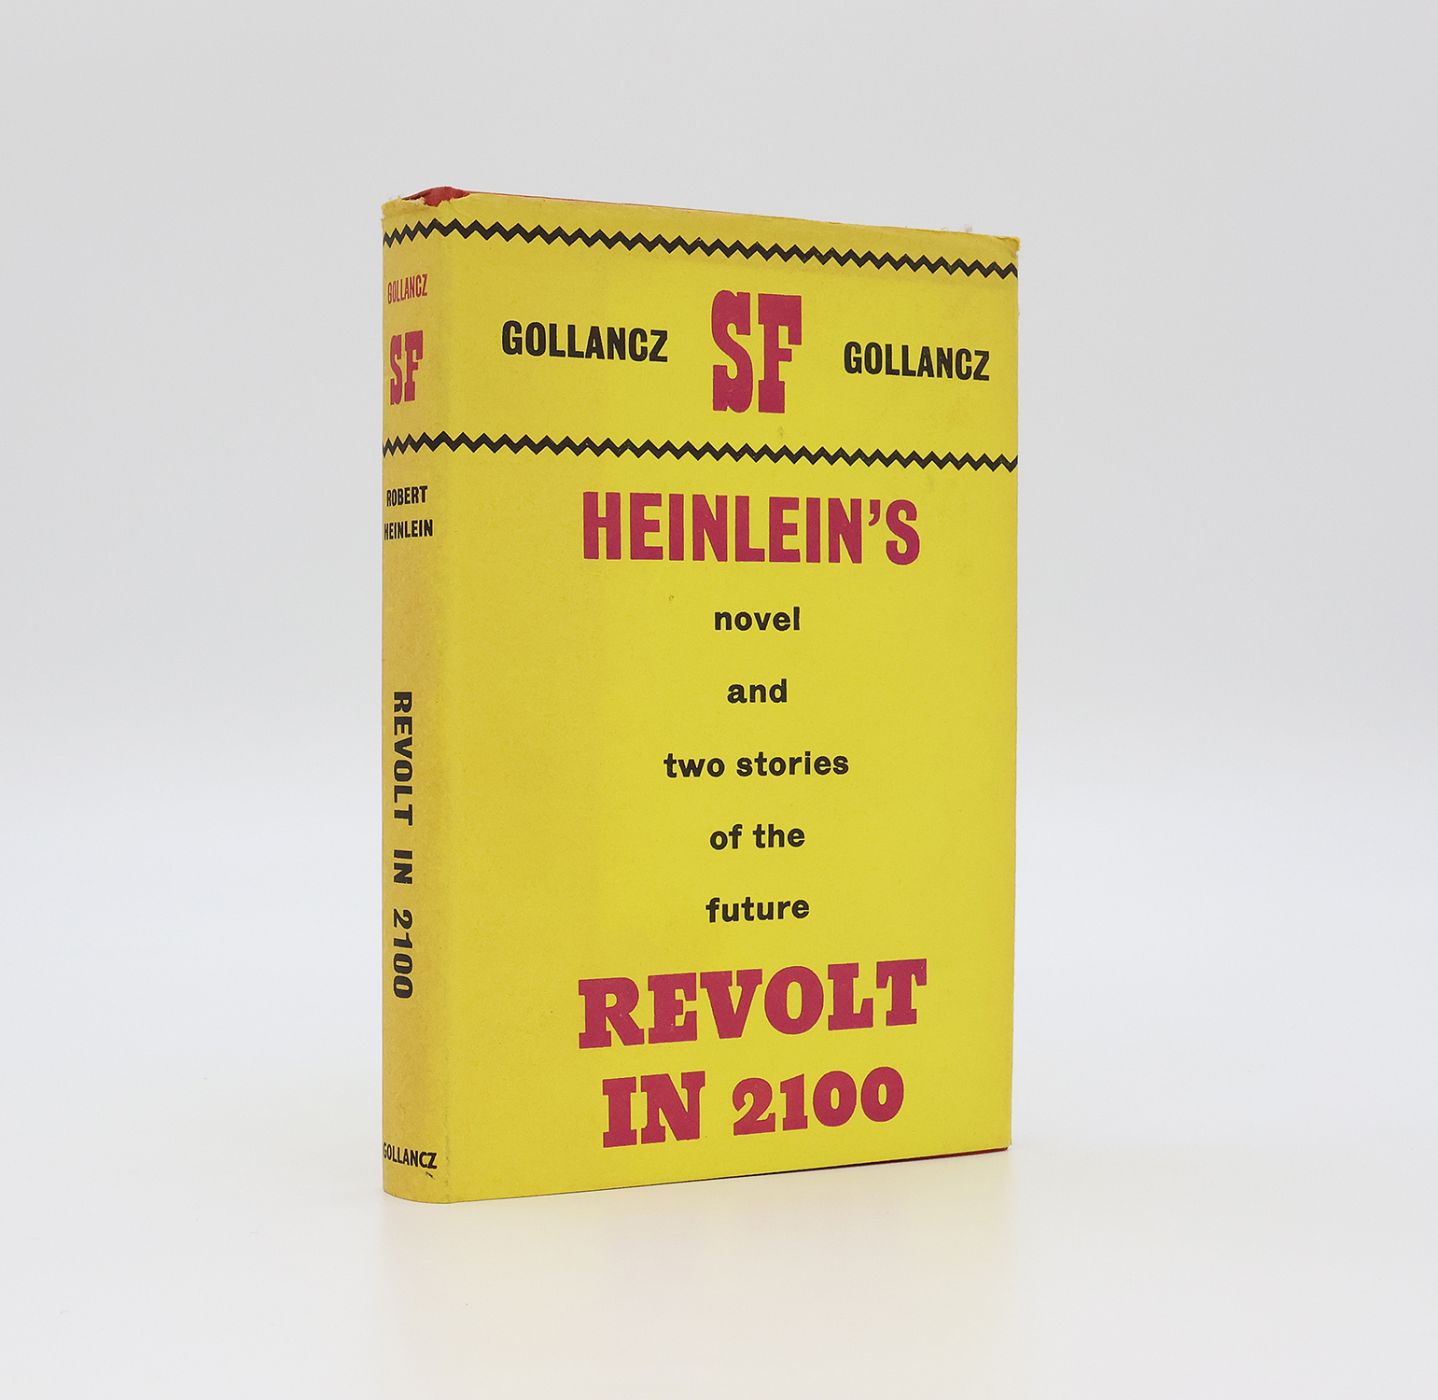 GOLLANCZ
SF
ROBERT
HEINLEIN
REVOLT IN 2100
GOLLANCZ
GOLLANCZ SF GOLLANCZ
HEINLEIN'S
novel
and
two stories
of the
future
REVOLT
IN 2100